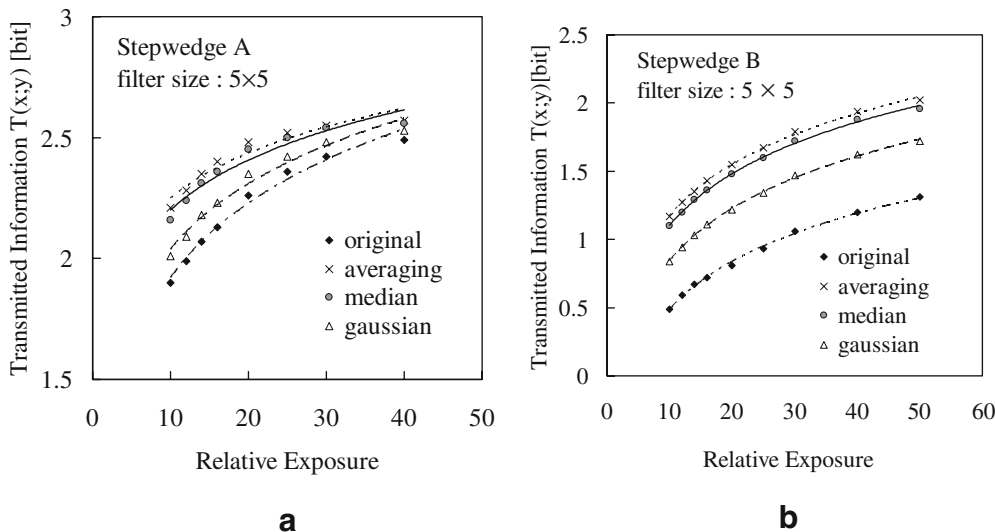 Transmitted Information T(x;y) [bit]
3
2.5
2
1.5
Stepwedge A
filter size : 5×5
original
averaging
median
gaussian
0 10 20 30 40 50
Relative Exposure
a
Transmitted Information T(x;y)[bit]
2.5
2
1.5
1
0.5
0
Stepwedge B
filter size : 5 × 5
original
averaging
median
gaussian
0 10 20 30 40 50 60
Relative Exposure
b